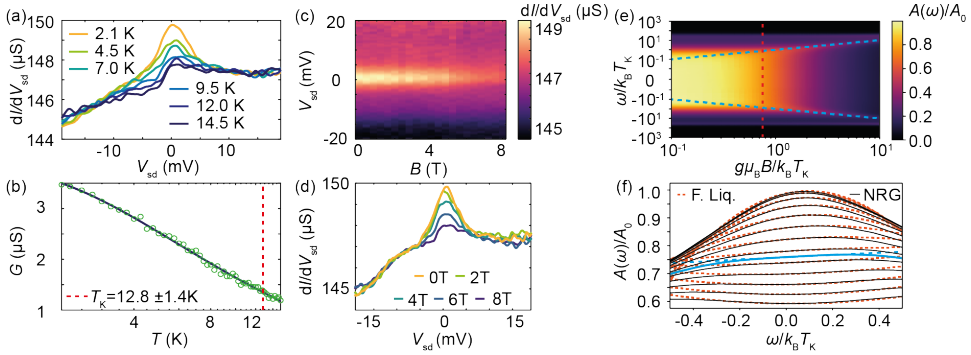 (a)
dI/dV_sd (µS)
150
148
146
144
2.1 K
4.5 K
7.0 K
9.5 K
12.0 K
14.5 K
-10
0
10
V_sd (mV)
(b)
G (µS)
3
2
1
T_K=12.8 ±1.4K
4
8
12
T (K)
(c)
dI/dV_sd (µS)
V_sd (mV)
20
0
-20
0
2
4
6
8
B (T)
149
147
145
(d)
dI/dV_sd (µS)
150
145
0T
2T
4T
6T
8T
-15
0
15
V_sd (mV)
(e)
A(ω)/A_0
ω/k_BT_K
10^3
10^1
10^-1
0
-10^-1
-10^1
-10^3
10^-1
10^0
10^1
gµ_BB/k_BT_K
0.8
0.6
0.4
0.2
0.0
(f)
F. Liq.
NRG
A(ω)/A_0
1.0
0.9
0.8
0.7
0.6
-0.4
-0.2
0.0
0.2
0.4
ω/k_BT_K